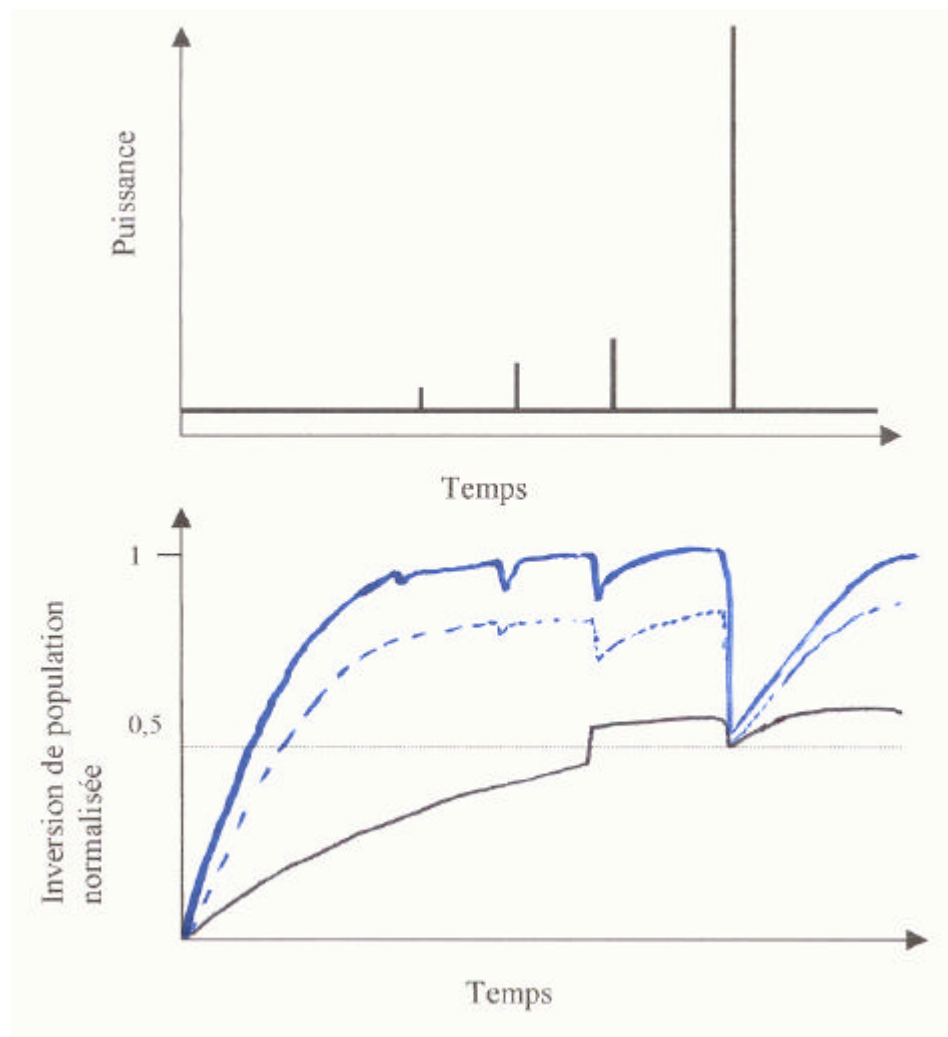 Puissance
Temps
1
0,5
Inversion de population
normalisée
Temps